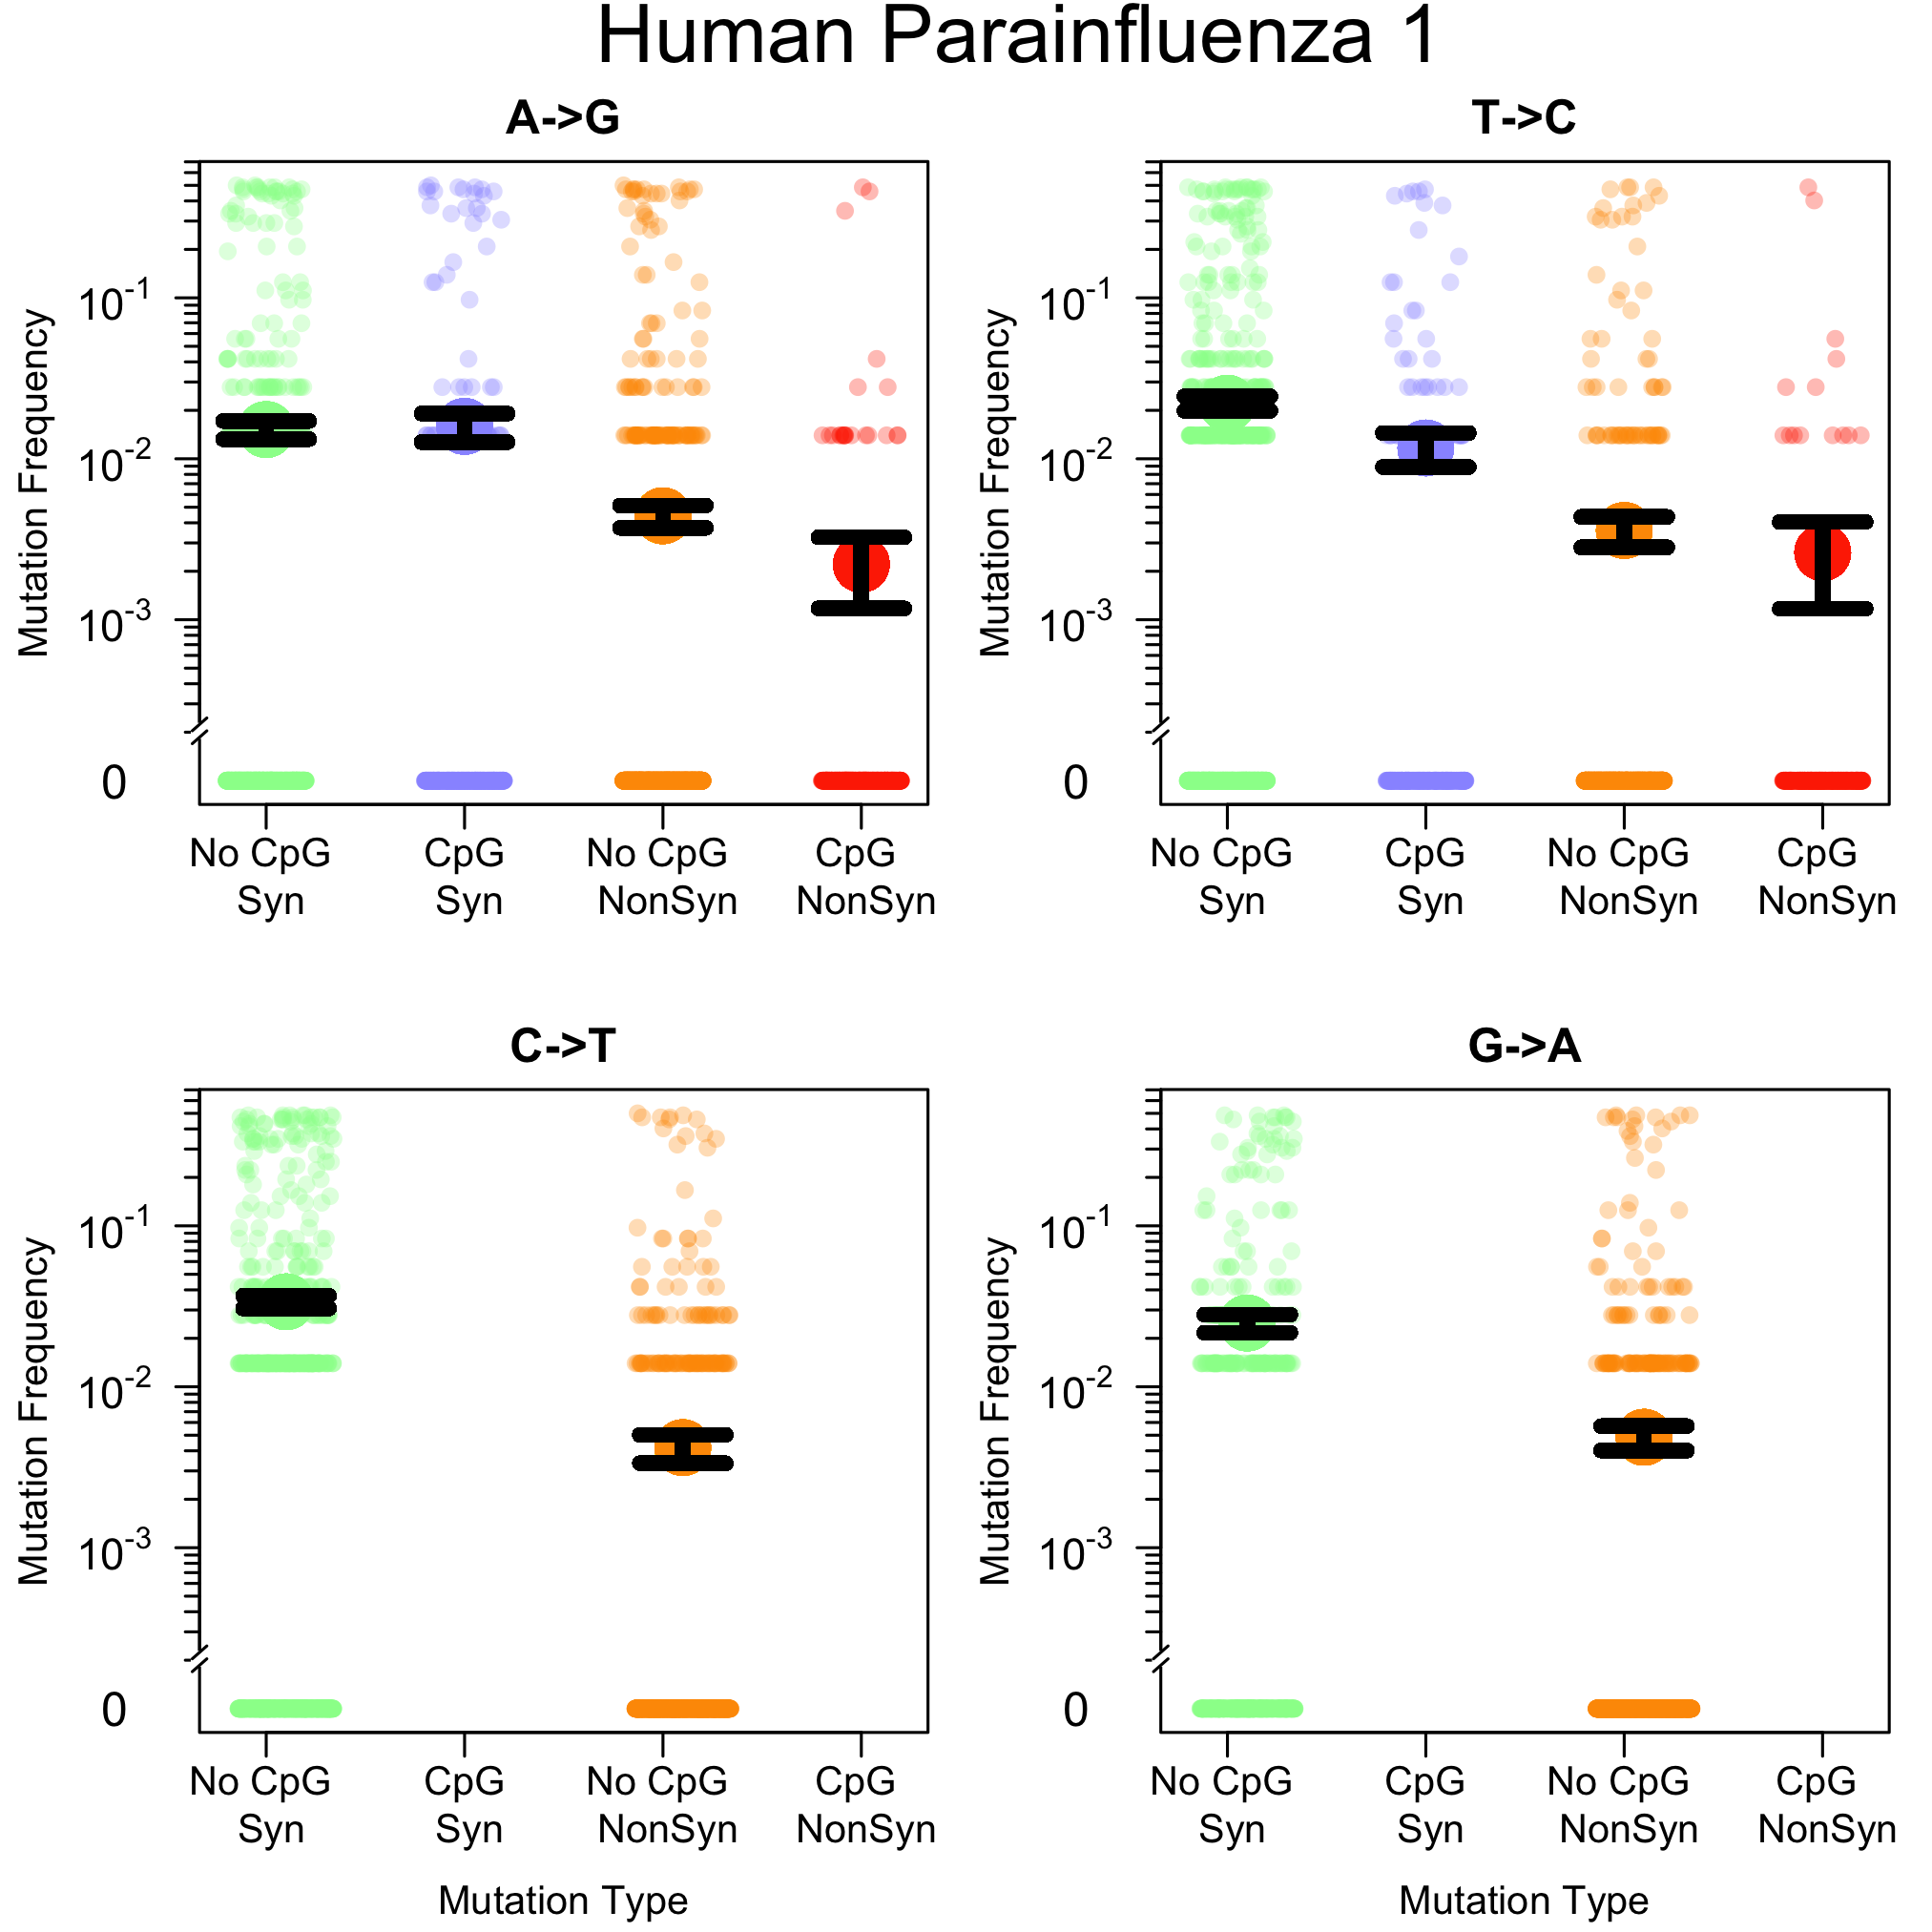 Human Parainfluenza 1
A->G
Mutation Frequency
10-1
10-2
10-3
0
No CpG CpG No CpG CpG
Syn Syn NonSyn NonSyn
T->C
Mutation Frequency
10-1
10-2
10-3
0
No CpG CpG No CpG CpG
Syn Syn NonSyn NonSyn
C->T
Mutation Frequency
10-1
10-2
10-3
0
No CpG CpG No CpG CpG
Syn Syn NonSyn NonSyn
Mutation Type
G->A
Mutation Frequency
10-1
10-2
10-3
0
No CpG CpG No CpG CpG
Syn Syn NonSyn NonSyn
Mutation Type